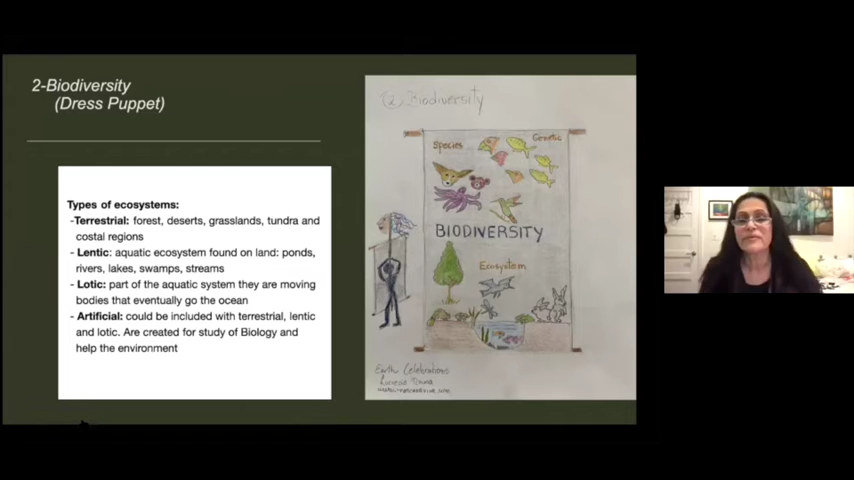 2-Biodiversity
(Dress Puppet)
Types of ecosystems:
-Terrestrial: forest, deserts, grasslands, tundra and
costal regions
- Lentic: aquatic ecosystem found on land: ponds,
rivers, lakes, swamps, streams
- Lotic: part of the aquatic system they are moving
bodies that eventually go the ocean
- Artificial: could be included with terrestrial, lentic
and lotic. Are created for study of Biology and
help the environment
② Biodiversity
Species
Genetic
BIODIVERSITY
Ecosystem
Earth Celebrations